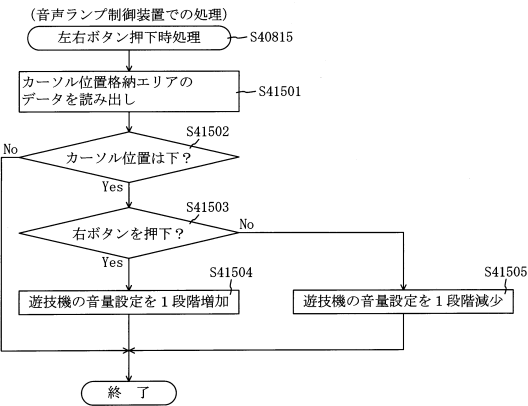 (音声ランプ制御装置での処理)
左右ボタン押下時処理
S40815
カーソル位置格納エリアの
データを読み出し
S41501
S41502
カーソル位置は下？
No
Yes
S41503
右ボタンを押下？
No
Yes
S41504
遊技機の音量設定を１段階増加
S41505
遊技機の音量設定を１段階減少
終 了